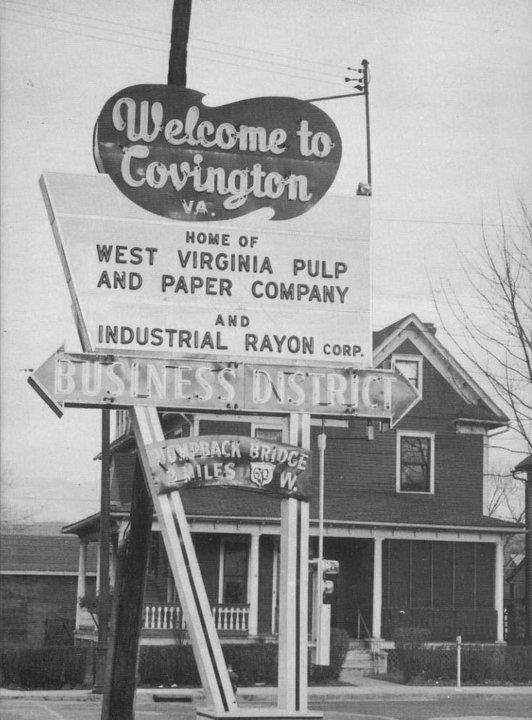 Welcome to
Covington
VA.
HOME OF
WEST VIRGINIA PULP
AND PAPER COMPANY
AND
INDUSTRIAL RAYON CORP.
BUSINESS DISTRICT
HUMPBACK BRIDGE
MILES 60 W.